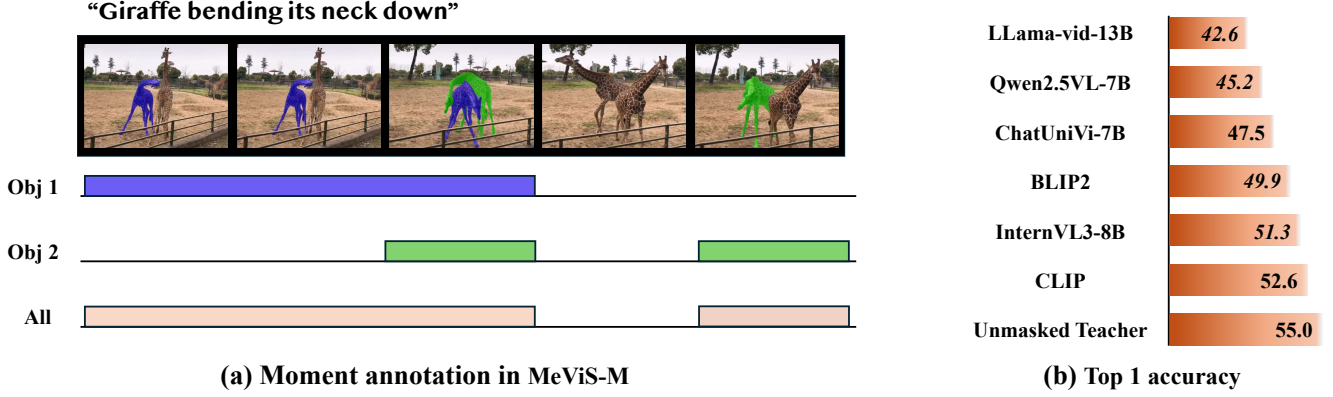 “Giraffe bending its neck down”
Obj 1
Obj 2
All
(a) Moment annotation in MeViS-M
LLama-vid-13B 42.6
Qwen2.5VL-7B 45.2
ChatUniVi-7B 47.5
BLIP2 49.9
InternVL3-8B 51.3
CLIP 52.6
Unmasked Teacher 55.0
(b) Top 1 accuracy